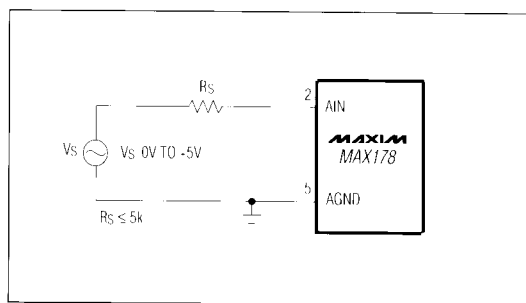 RS
2
AIN
MAXIM
MAX178
VS
VS 0V TO -5V
5
AGND
RS ≤ 5k